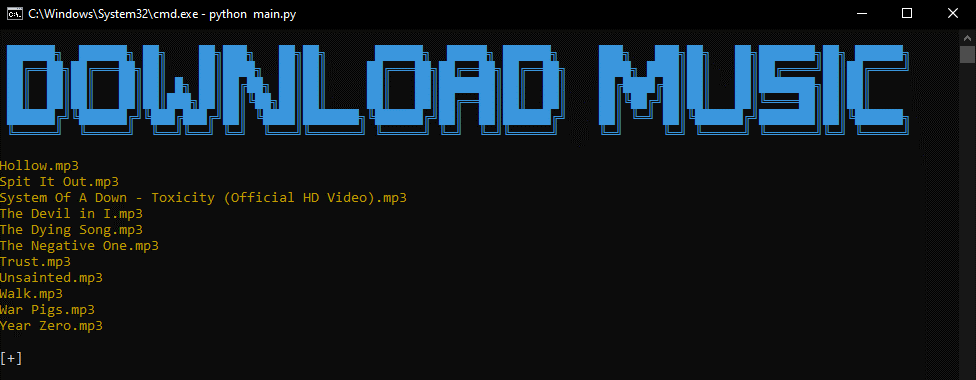 C:\Windows\System32\cmd.exe - python  main.py
DOWNLOAD MUSIC
Hollow.mp3
Spit It Out.mp3
System Of A Down - Toxicity (Official HD Video).mp3
The Devil in I.mp3
The Dying Song.mp3
The Negative One.mp3
Trust.mp3
Unsainted.mp3
Walk.mp3
War Pigs.mp3
Year Zero.mp3
[+]